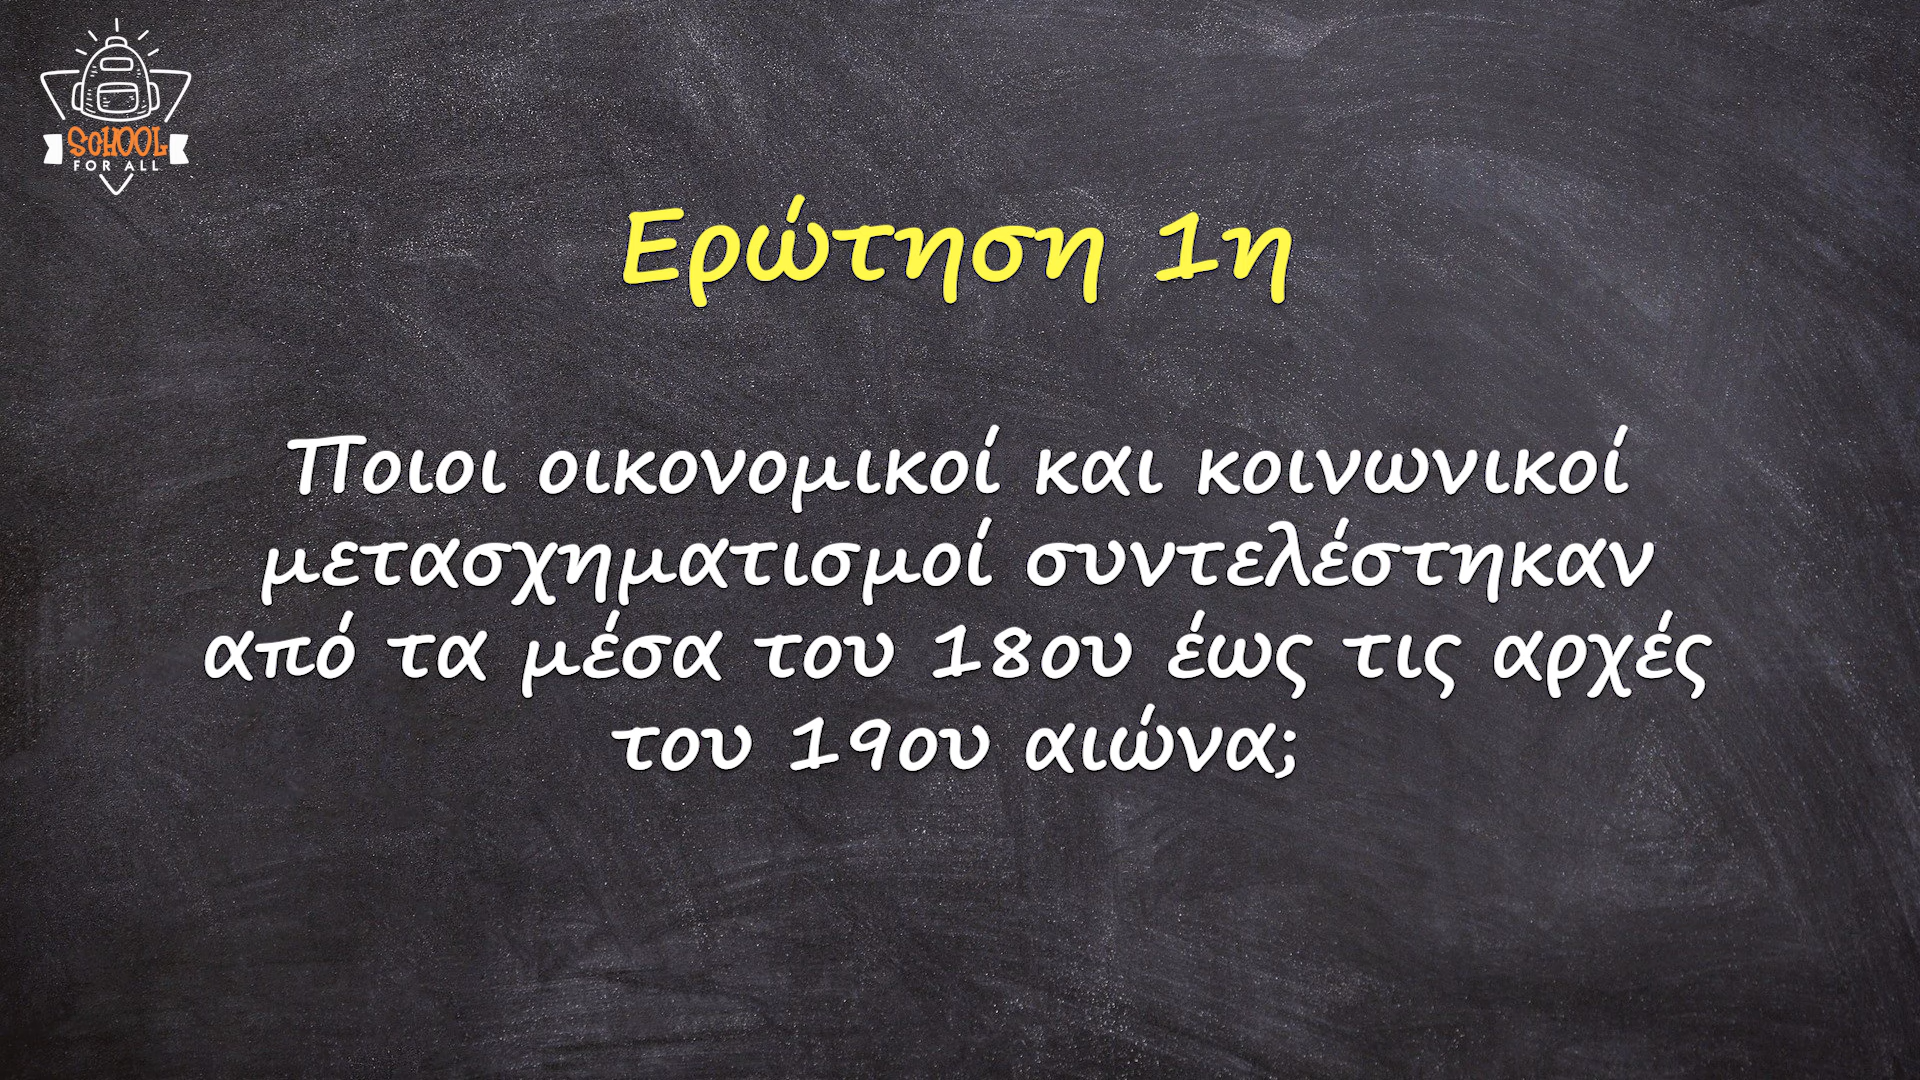 SCHOOL
FOR ALL
Ερώτηση 1η
Ποιοι οικονομικοί και κοινωνικοί
μετασχηματισμοί συντελέστηκαν
από τα μέσα του 18ου έως τις αρχές
του 19ου αιώνα;